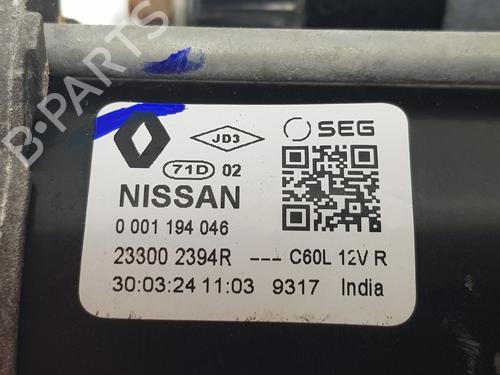 JD3
SEG
71D 02
NISSAN
0 001 194 046
23300 2394R --- C60L 12V R
30:03:24 11:03 9317 India
B-PARTS